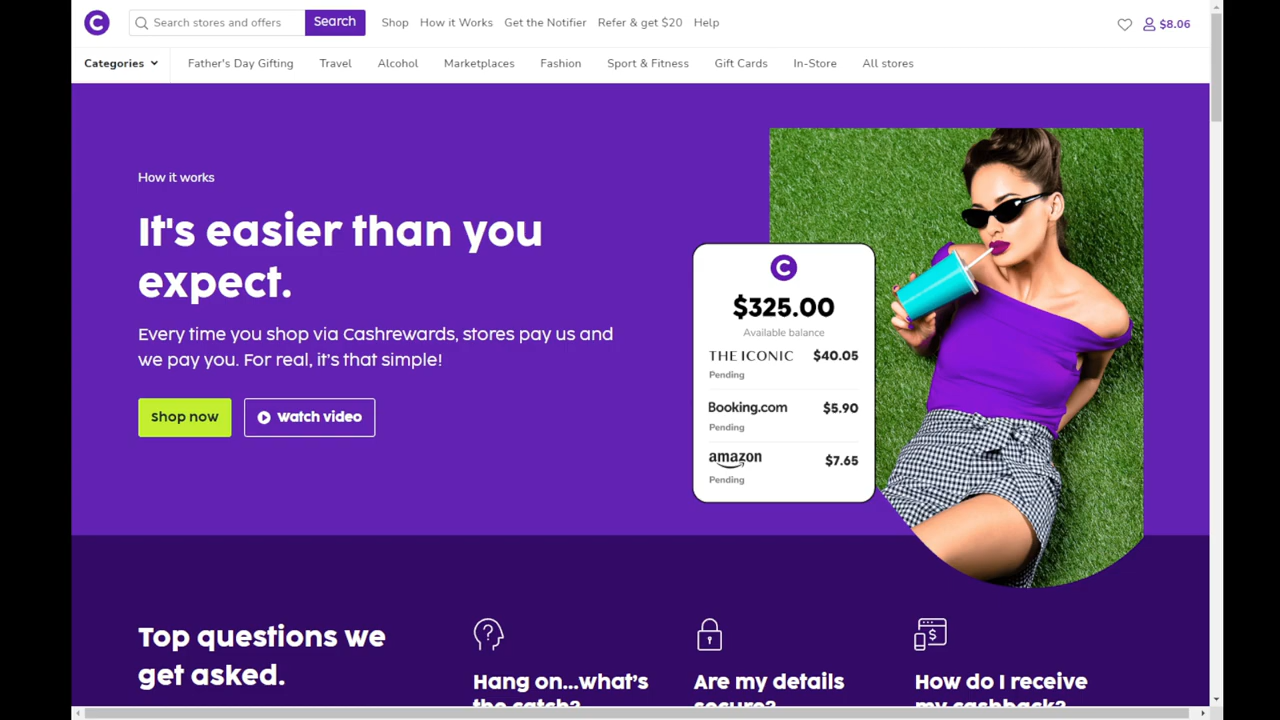 C
Search stores and offers
Search
Shop
How it Works
Get the Notifier
Refer & get $20
Help
$8.06
Categories
Father's Day Gifting
Travel
Alcohol
Marketplaces
Fashion
Sport & Fitness
Gift Cards
In-Store
All stores
How it works
It's easier than you
expect.
Every time you shop via Cashrewards, stores pay us and
we pay you. For real, it's that simple!
Shop now
Watch video
C
$325.00
Available balance
THE ICONIC $40.05
Pending
Booking.com $5.90
Pending
amazon $7.65
Pending
Top questions we
get asked.
Hang on...what's
the catch?
Are my details
secure?
How do I receive
my cashback?